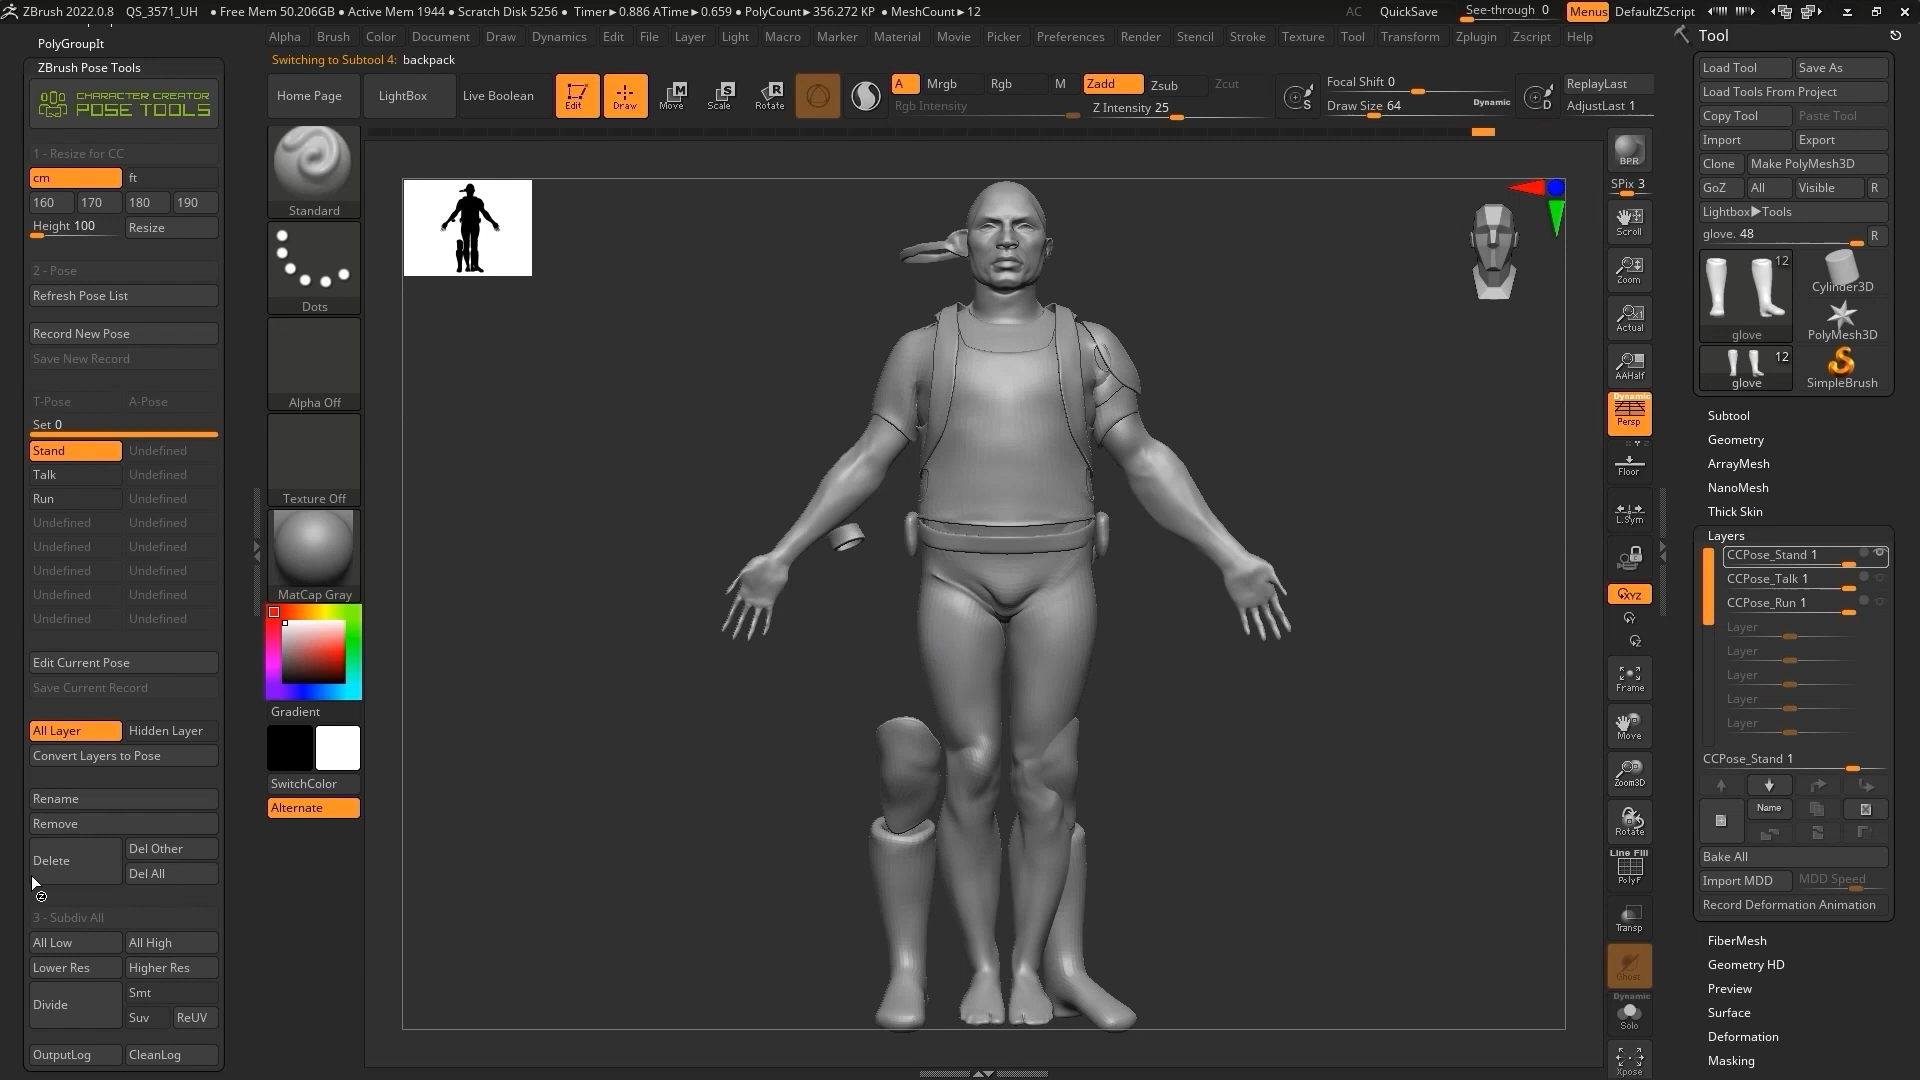 ZBrush 2022.0.8 QS_3571_UH ● Free Mem 50.206GB ● Active Mem 1944 ● Scratch Disk 5256 ● Timer►0.886 ATime►0.659 ● PolyCount►356.272 KP ● MeshCount►12 AC QuickSave See-through 0 Menus DefaultZScript
Alpha Brush Color Document Draw Dynamics Edit File Layer Light Macro Marker Material Movie Picker Preferences Render Stencil Stroke Texture Tool Transform Zplugin Zscript Help
Switching to Subtool 4: backpack
PolyGroupIt
ZBrush Pose Tools
CHARACTER CREATOR
POSE TOOLS
1 - Resize for CC
cm ft
160 170 180 190
Height 100 Resize
2 - Pose
Refresh Pose List
Record New Pose
Save New Record
T-Pose A-Pose
Set 0
Stand Undefined
Talk Undefined
Run Undefined
Undefined Undefined
Undefined Undefined
Undefined Undefined
Undefined Undefined
Undefined Undefined
Edit Current Pose
Save Current Record
All Layer Hidden Layer
Convert Layers to Pose
Rename
Remove
Delete Del Other
Del All
3 - Subdiv All
All Low All High
Lower Res Higher Res
Divide Smt
Suv ReUV
OutputLog CleanLog
Home Page LightBox Live Boolean Edit Draw Move Scale Rotate
M S R
A Mrgb Rgb M Zadd Zsub Zcut
Rgb Intensity Z Intensity 25
S Focal Shift 0
Draw Size 64 Dynamic
D ReplayLast
AdjustLast 1
Standard
Dots
Alpha Off
Texture Off
MatCap Gray
Gradient
SwitchColor
Alternate
BPR
SPix 3
Scroll
Zoom
Actual
AAHalf
Dynamic
Persp
Floor
L.Sym
XYZ
Frame
Move
Zoom3D
Rotate
Line Fill
PolyF
Transp
Ghost
Dynamic
Solo
Xpose
Tool
Load Tool Save As
Load Tools From Project
Copy Tool Paste Tool
Import Export
Clone Make PolyMesh3D
GoZ All Visible R
Lightbox►Tools
glove. 48 R
12 Cylinder3D
glove PolyMesh3D
12
glove SimpleBrush
Subtool
Geometry
ArrayMesh
NanoMesh
Thick Skin
Layers
CCPose_Stand 1
CCPose_Talk 1
CCPose_Run 1
Layer
Layer
Layer
Layer
Layer
CCPose_Stand 1
Name
Bake All
Import MDD MDD Speed
Record Deformation Animation
FiberMesh
Geometry HD
Preview
Surface
Deformation
Masking